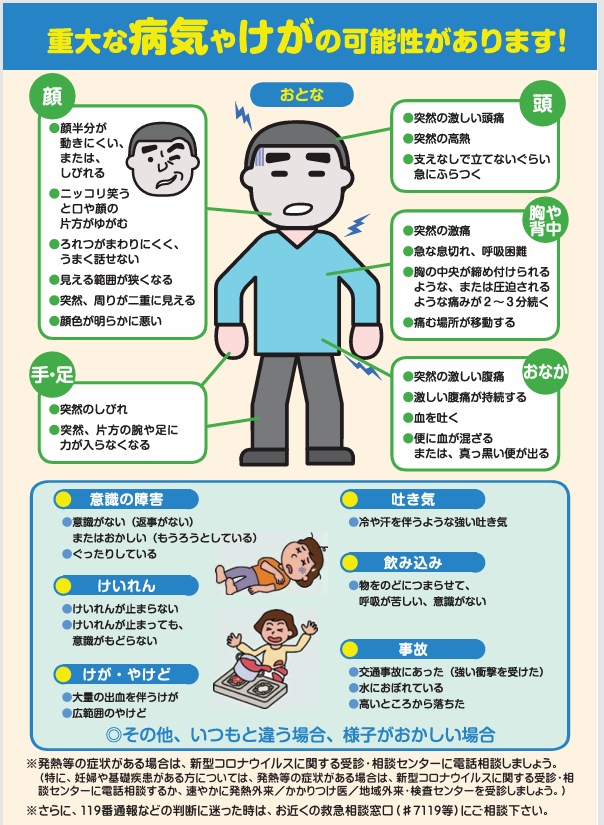 重大な病気やけがの可能性があります!
おとな
顔
●顔半分が
動きにくい、
または、
しびれる
●ニッコリ笑う
と口や顔の
片方がゆがむ
●ろれつがまわりにくく、
うまく話せない
●見える範囲が狭くなる
●突然、周りが二重に見える
●顔色が明らかに悪い
頭
●突然の激しい頭痛
●突然の高熱
●支えなしで立てないぐらい
急にふらつく
胸や
背中
●突然の激痛
●急な息切れ、呼吸困難
●胸の中央が締め付けられる
ような、または圧迫される
ような痛みが2〜3分続く
●痛む場所が移動する
手・足
●突然のしびれ
●突然、片方の腕や足に
力が入らなくなる
おなか
●突然の激しい腹痛
●激しい腹痛が持続する
●血を吐く
●便に血が混ざる
または、真っ黒い便が出る
意識の障害
●意識がない(返事がない)
またはおかしい(もうろうとしている)
●ぐったりしている
けいれん
●けいれんが止まらない
●けいれんが止まっても、
意識がもどらない
けが・やけど
●大量の出血を伴うけが
●広範囲のやけど
吐き気
●冷や汗を伴うような強い吐き気
飲み込み
●物をのどにつまらせて、
呼吸が苦しい、意識がない
事故
●交通事故にあった(強い衝撃を受けた)
●水におぼれている
●高いところから落ちた
◎その他、いつもと違う場合、様子がおかしい場合
※発熱等の症状がある場合は、新型コロナウイルスに関する受診・相談センターに電話相談しましょう。
(特に、妊婦や基礎疾患がある方については、発熱等の症状がある場合は、新型コロナウイルスに関する受診・相
談センターに電話相談するか、速やかに発熱外来/かかりつけ医/地域外来・検査センターを受診しましょう。)
※さらに、119番通報などの判断に迷った時は、お近くの救急相談窓口(♯7119等)にご相談下さい。